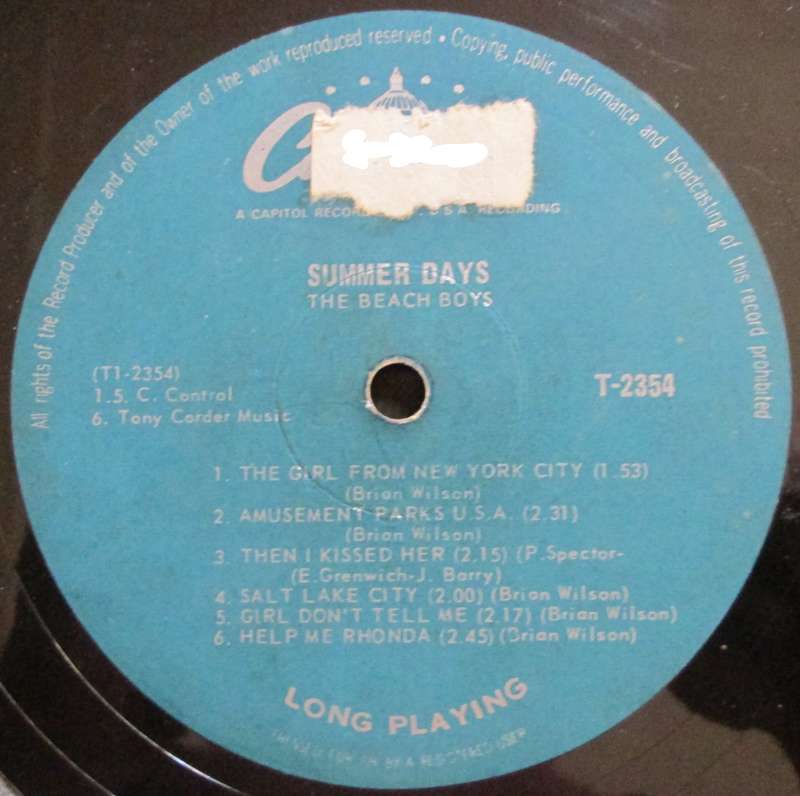 All rights of the Record Producer and of the Owner of the work reproduced reserved • Copying, public performance and broadcasting of this record prohibited
A CAPITOL RECORD U S A RECORDING
SUMMER DAYS
THE BEACH BOYS
(T1-2354)
1.5. C. Control
6. Tony Corder Music
T-2354
1. THE GIRL FROM NEW YORK CITY (1.53)
(Brian Wilson)
2. AMUSEMENT PARKS U.S.A. (2.31)
(Brian Wilson)
3. THEN I KISSED HER (2.15) (P.Spector-
(E.Grenwich-J. Barry)
4. SALT LAKE CITY (2.00) (Brian Wilson)
5. GIRL DON'T TELL ME (2.17) (Brian Wilson)
6. HELP ME RHONDA (2.45) (Brian Wilson)
LONG PLAYING
BY A REGISTERED USER